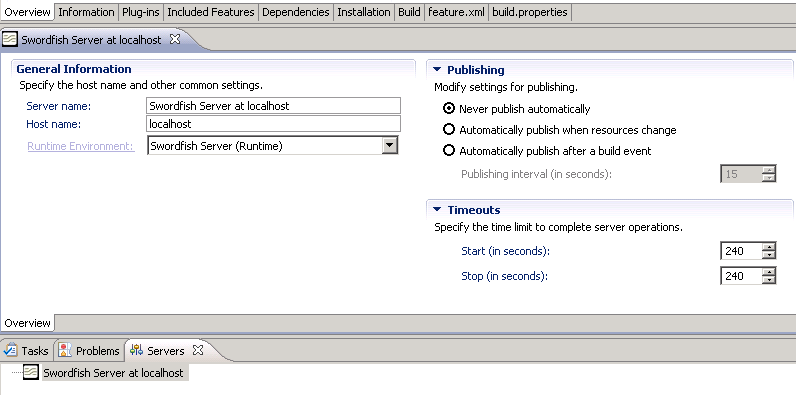 Overview Information Plug-ins Included Features Dependencies Installation Build feature.xml build.properties
Swordfish Server at localhost
General Information
Specify the host name and other common settings.
Server name: Swordfish Server at localhost
Host name: localhost
Runtime Environment: Swordfish Server (Runtime)
Publishing
Modify settings for publishing.
Never publish automatically
Automatically publish when resources change
Automatically publish after a build event
Publishing interval (in seconds): 15
Timeouts
Specify the time limit to complete server operations.
Start (in seconds): 240
Stop (in seconds): 240
Overview
Tasks Problems Servers
Swordfish Server at localhost